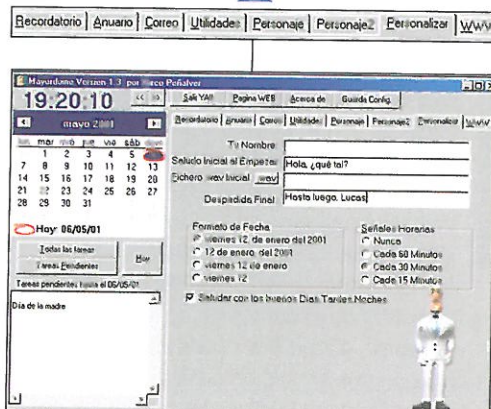 Recordatorio Anuario Correo Utilidades Personaje Personaje2 Personalizar WWW
Mayordomo Version 1.3 por Peñalver
19:20:10 << >> Salir YA!! Pagina WEB Acerca de Guarda Config.
mayo 2001 Recordatorio Anuario Correo Utilidades Personaje Personaje2 Personalizar WWW
lun mar mié jue vie sáb dom
1 2 3 4 5
7 8 9 10 11 12 13
14 15 16 17 18 19 20
21 22 23 24 25 26 27
28 29 30 31
Hoy: 06/05/01
Todas las tareas
Tareas Pendientes
Hoy
Tareas pendientes hasta el 06/05/01
Día de la madre
Tu Nombre:
Saludo Inicial al Empezar: Hola, ¿qué tal?
Fichero wav Inicial .wav
Despedida Final: Hasta luego, Lucas
Formato de Fecha
viernes 12, de enero del 2001
12 de enero, del 2001
viernes 12 de enero
viernes 12
Señales Horarias
Nunca
Cada 60 Minutos
Cada 30 Minutos
Cada 15 Minutos
Saludar con los buenos Dias Tardes Noches